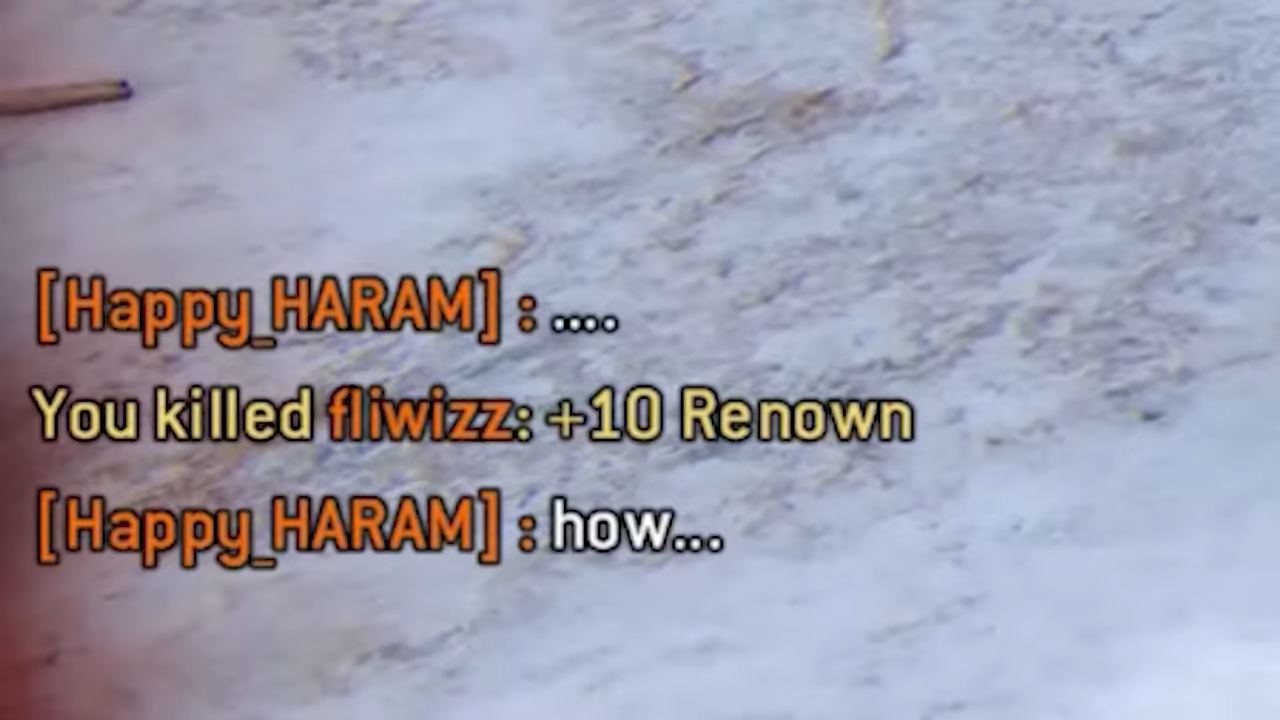 [Happy_HARAM] : ....
You killed fliwizz: +10 Renown
[Happy_HARAM] : how...